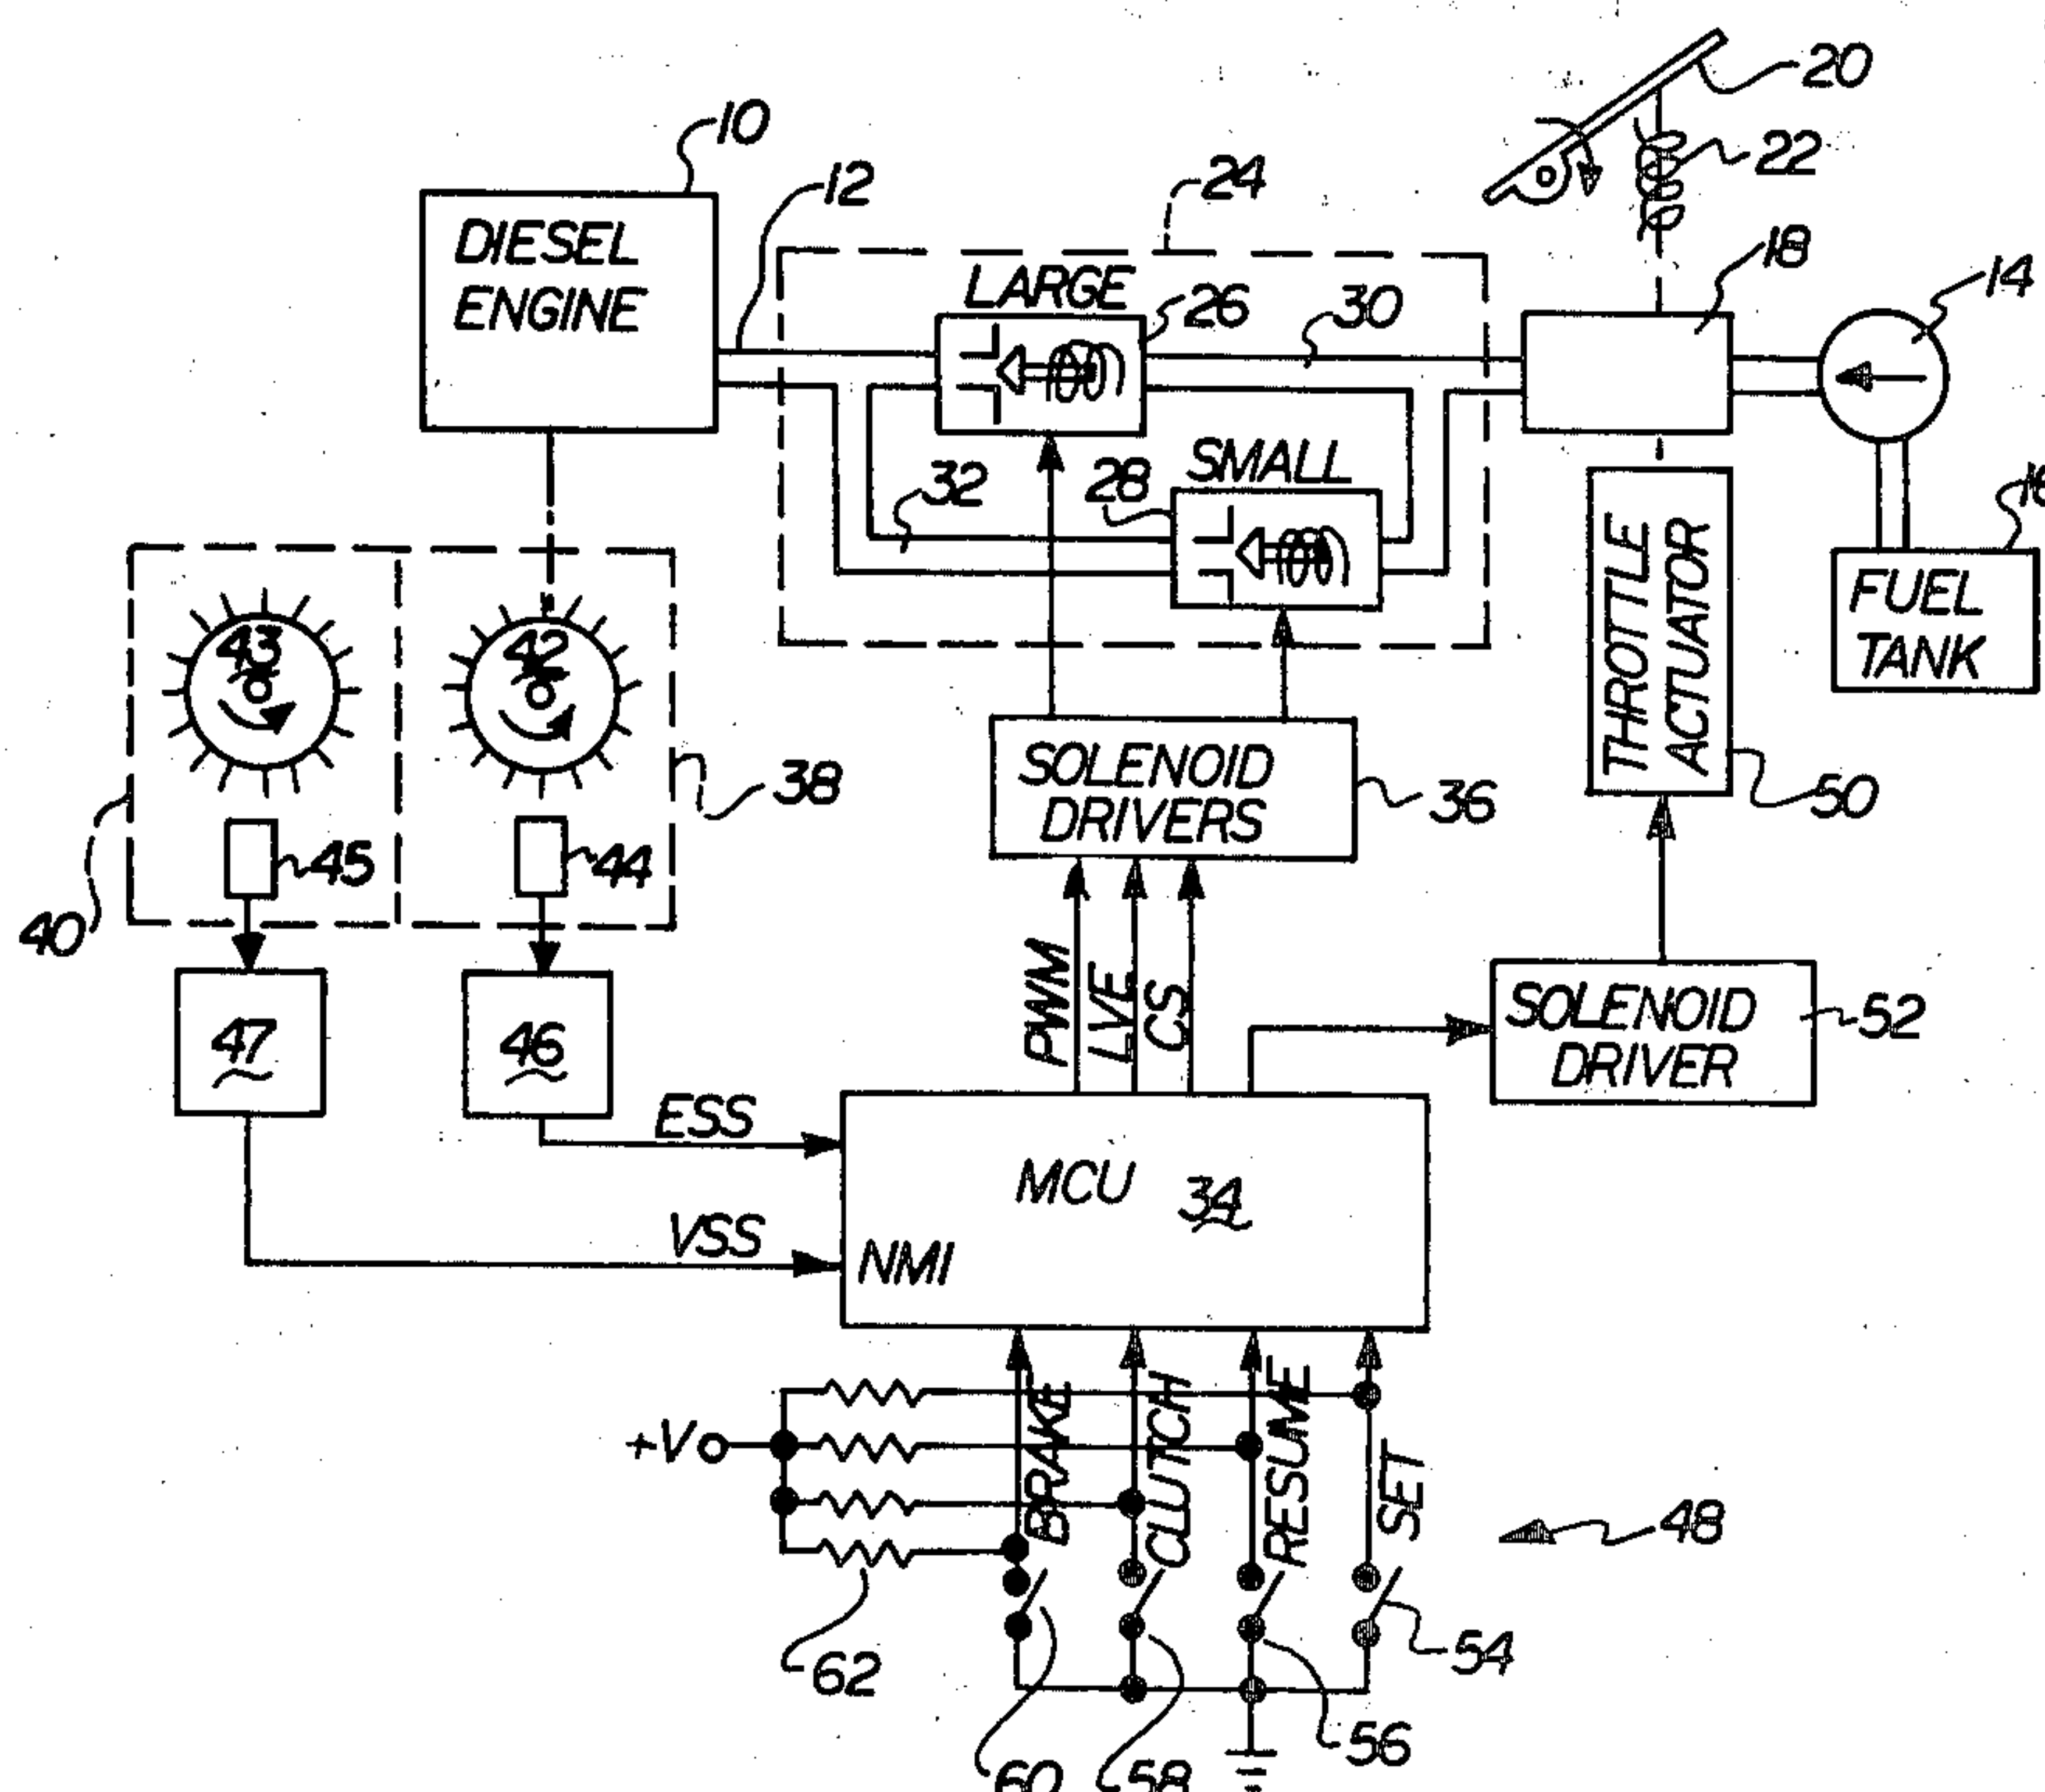 20
10
22
12
24
18
14
DIESEL
ENGINE
LARGE
26
30
SMALL
28
32
THROTTLE
ACTUATOR
FUEL
TANK
43
42
SOLENOID
DRIVERS
36
38
50
45
44
40
PWM
LVE
CS
SOLENOID
DRIVER
52
47
46
ESS
MCU 34
VSS
NMI
+V
BRAKE
CLUTCH
RESUME
SET
48
54
62
56
60
58